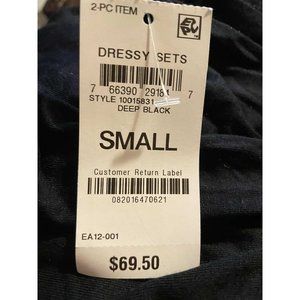 2-PC ITEM
DRESSY SETS
7 66390 29181 7
STYLE 10015831
DEEP BLACK
SMALL
Customer Return Label
082016470621
EA12-001
$69.50